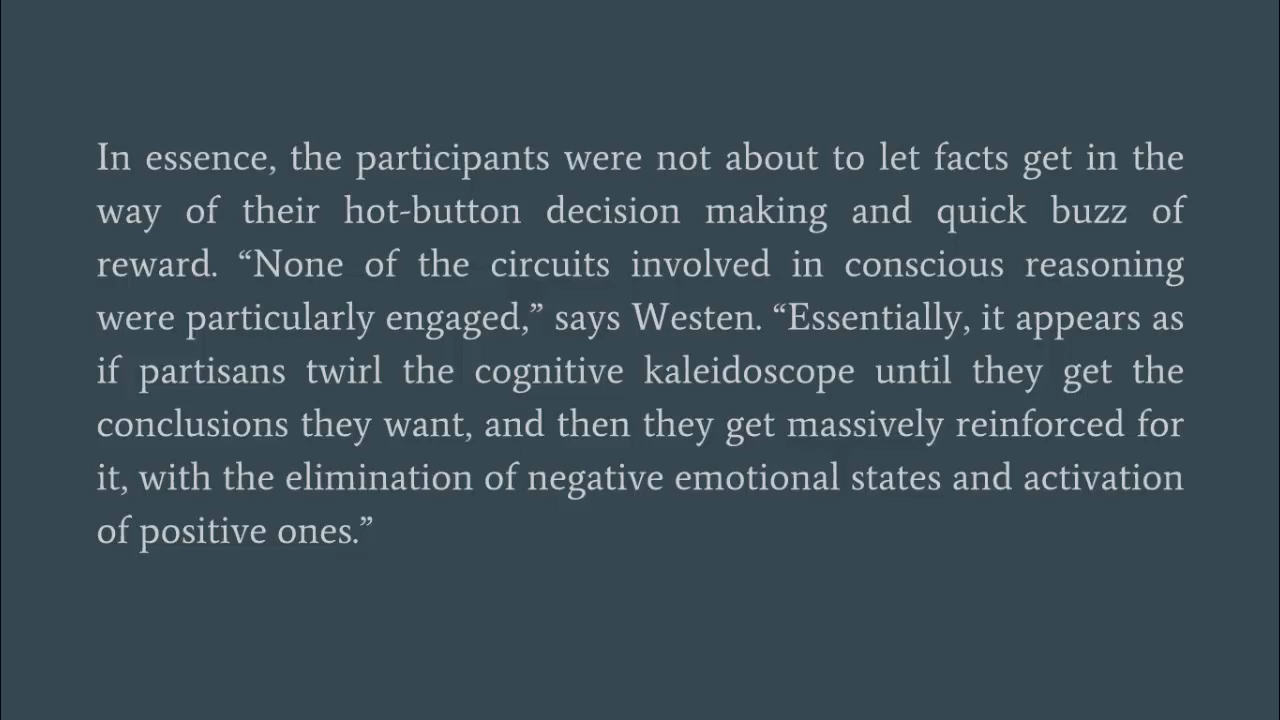 In essence, the participants were not about to let facts get in the
way of their hot-button decision making and quick buzz of
reward. “None of the circuits involved in conscious reasoning
were particularly engaged,” says Westen. “Essentially, it appears as
if partisans twirl the cognitive kaleidoscope until they get the
conclusions they want, and then they get massively reinforced for
it, with the elimination of negative emotional states and activation
of positive ones.”